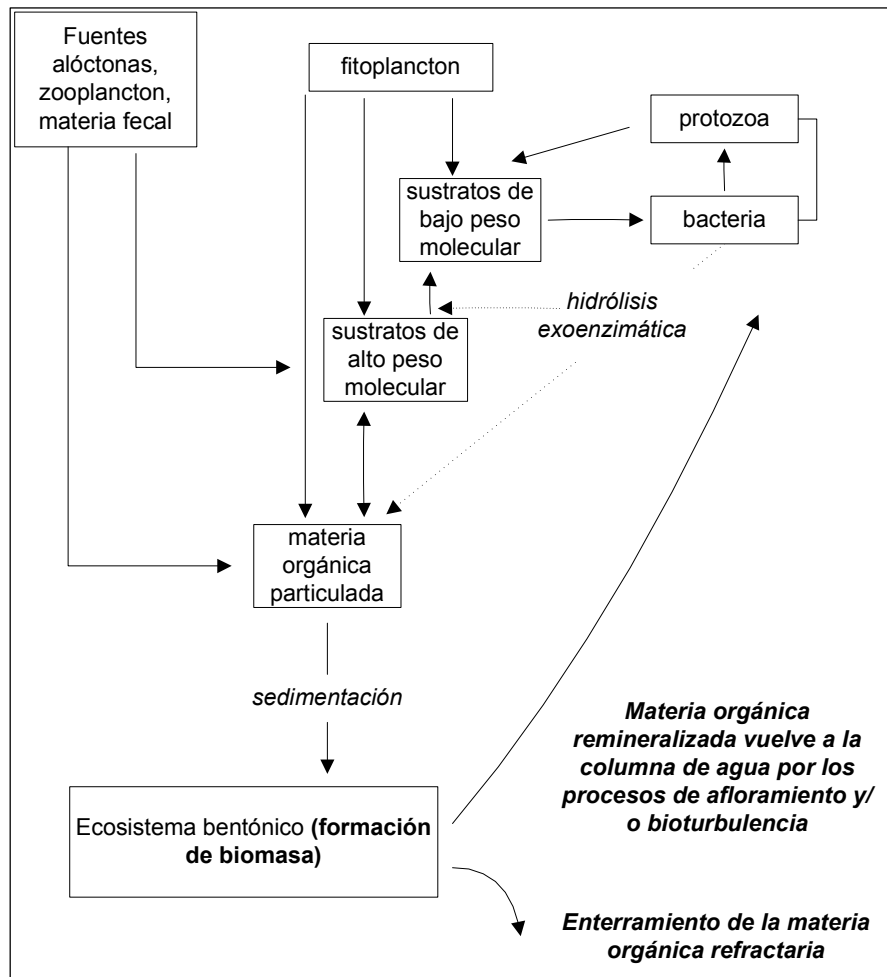 Fuentes
alóctonas,
zooplancton,
materia fecal
fitoplancton
protozoa
sustratos de
bajo peso
molecular
bacteria
hidrólisis
exoenzimática
sustratos de
alto peso
molecular
materia
orgánica
particulada
sedimentación
Materia orgánica
remineralizada vuelve a la
columna de agua por los
procesos de afloramiento y/
o bioturbulencia
Ecosistema bentónico (formación
de biomasa)
Enterramiento de la materia
orgánica refractaria